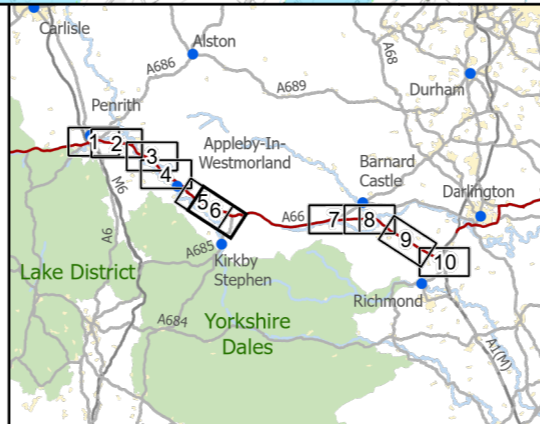 Carlisle
Alston
A686
A689
A68
Durham
Penrith
1
2
3
4
5
6
Appleby-In-
Westmorland
Barnard
Castle
Darlington
M6
A66
7
8
9
10
A6
A685
Kirkby
Stephen
Lake District
Richmond
A684
Yorkshire
Dales
A1(M)